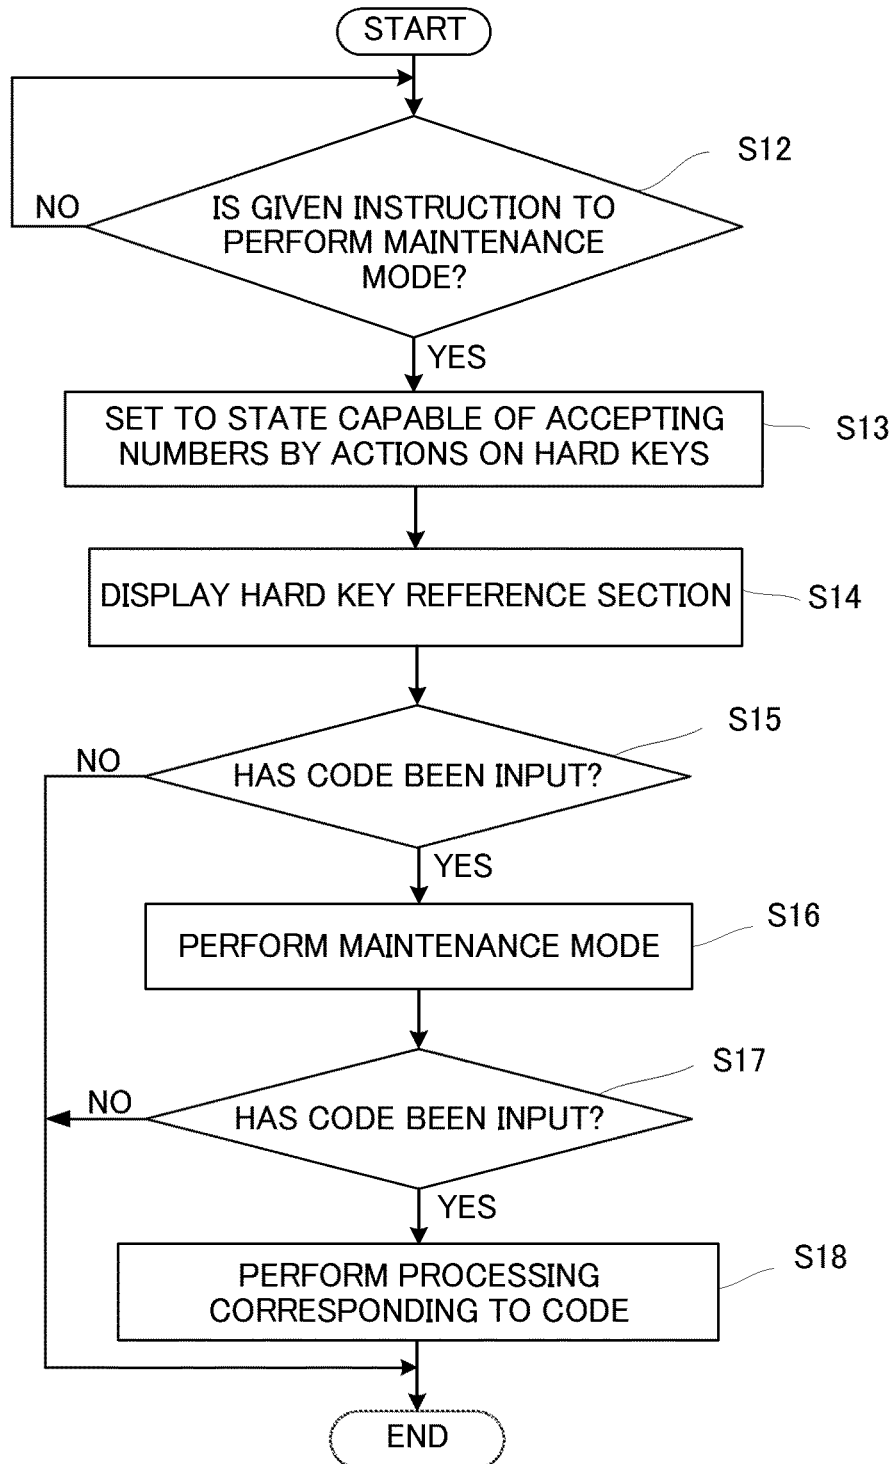 START
S12
NO
IS GIVEN INSTRUCTION TO
PERFORM MAINTENANCE
MODE?
YES
SET TO STATE CAPABLE OF ACCEPTING
NUMBERS BY ACTIONS ON HARD KEYS
S13
DISPLAY HARD KEY REFERENCE SECTION
S14
S15
NO
HAS CODE BEEN INPUT?
YES
S16
PERFORM MAINTENANCE MODE
S17
NO
HAS CODE BEEN INPUT?
YES
S18
PERFORM PROCESSING
CORRESPONDING TO CODE
END